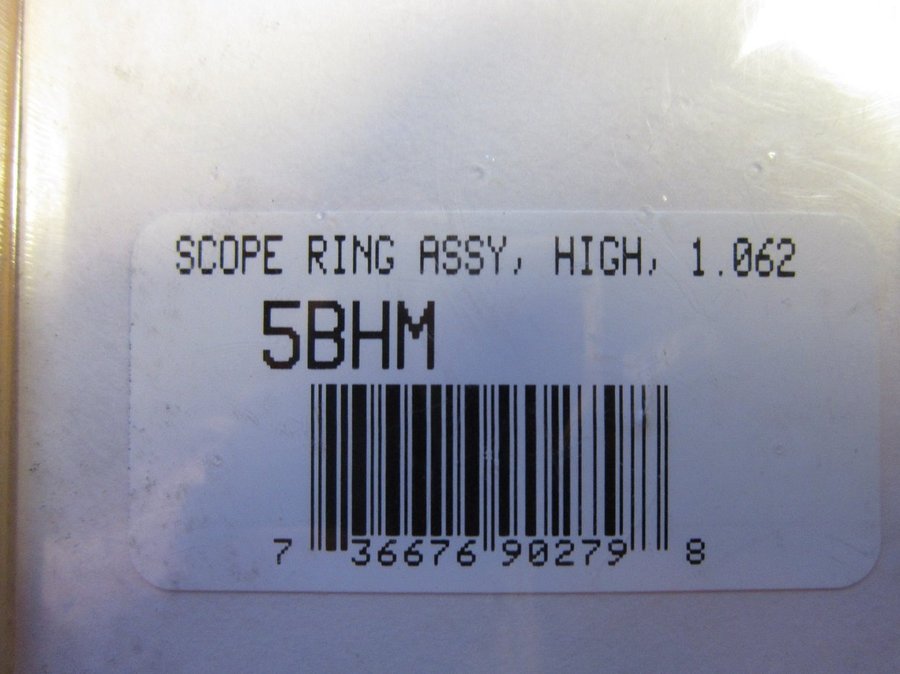 SCOPE RING ASSY, HIGH, 1.062
5BHM
7 36676 90279 8